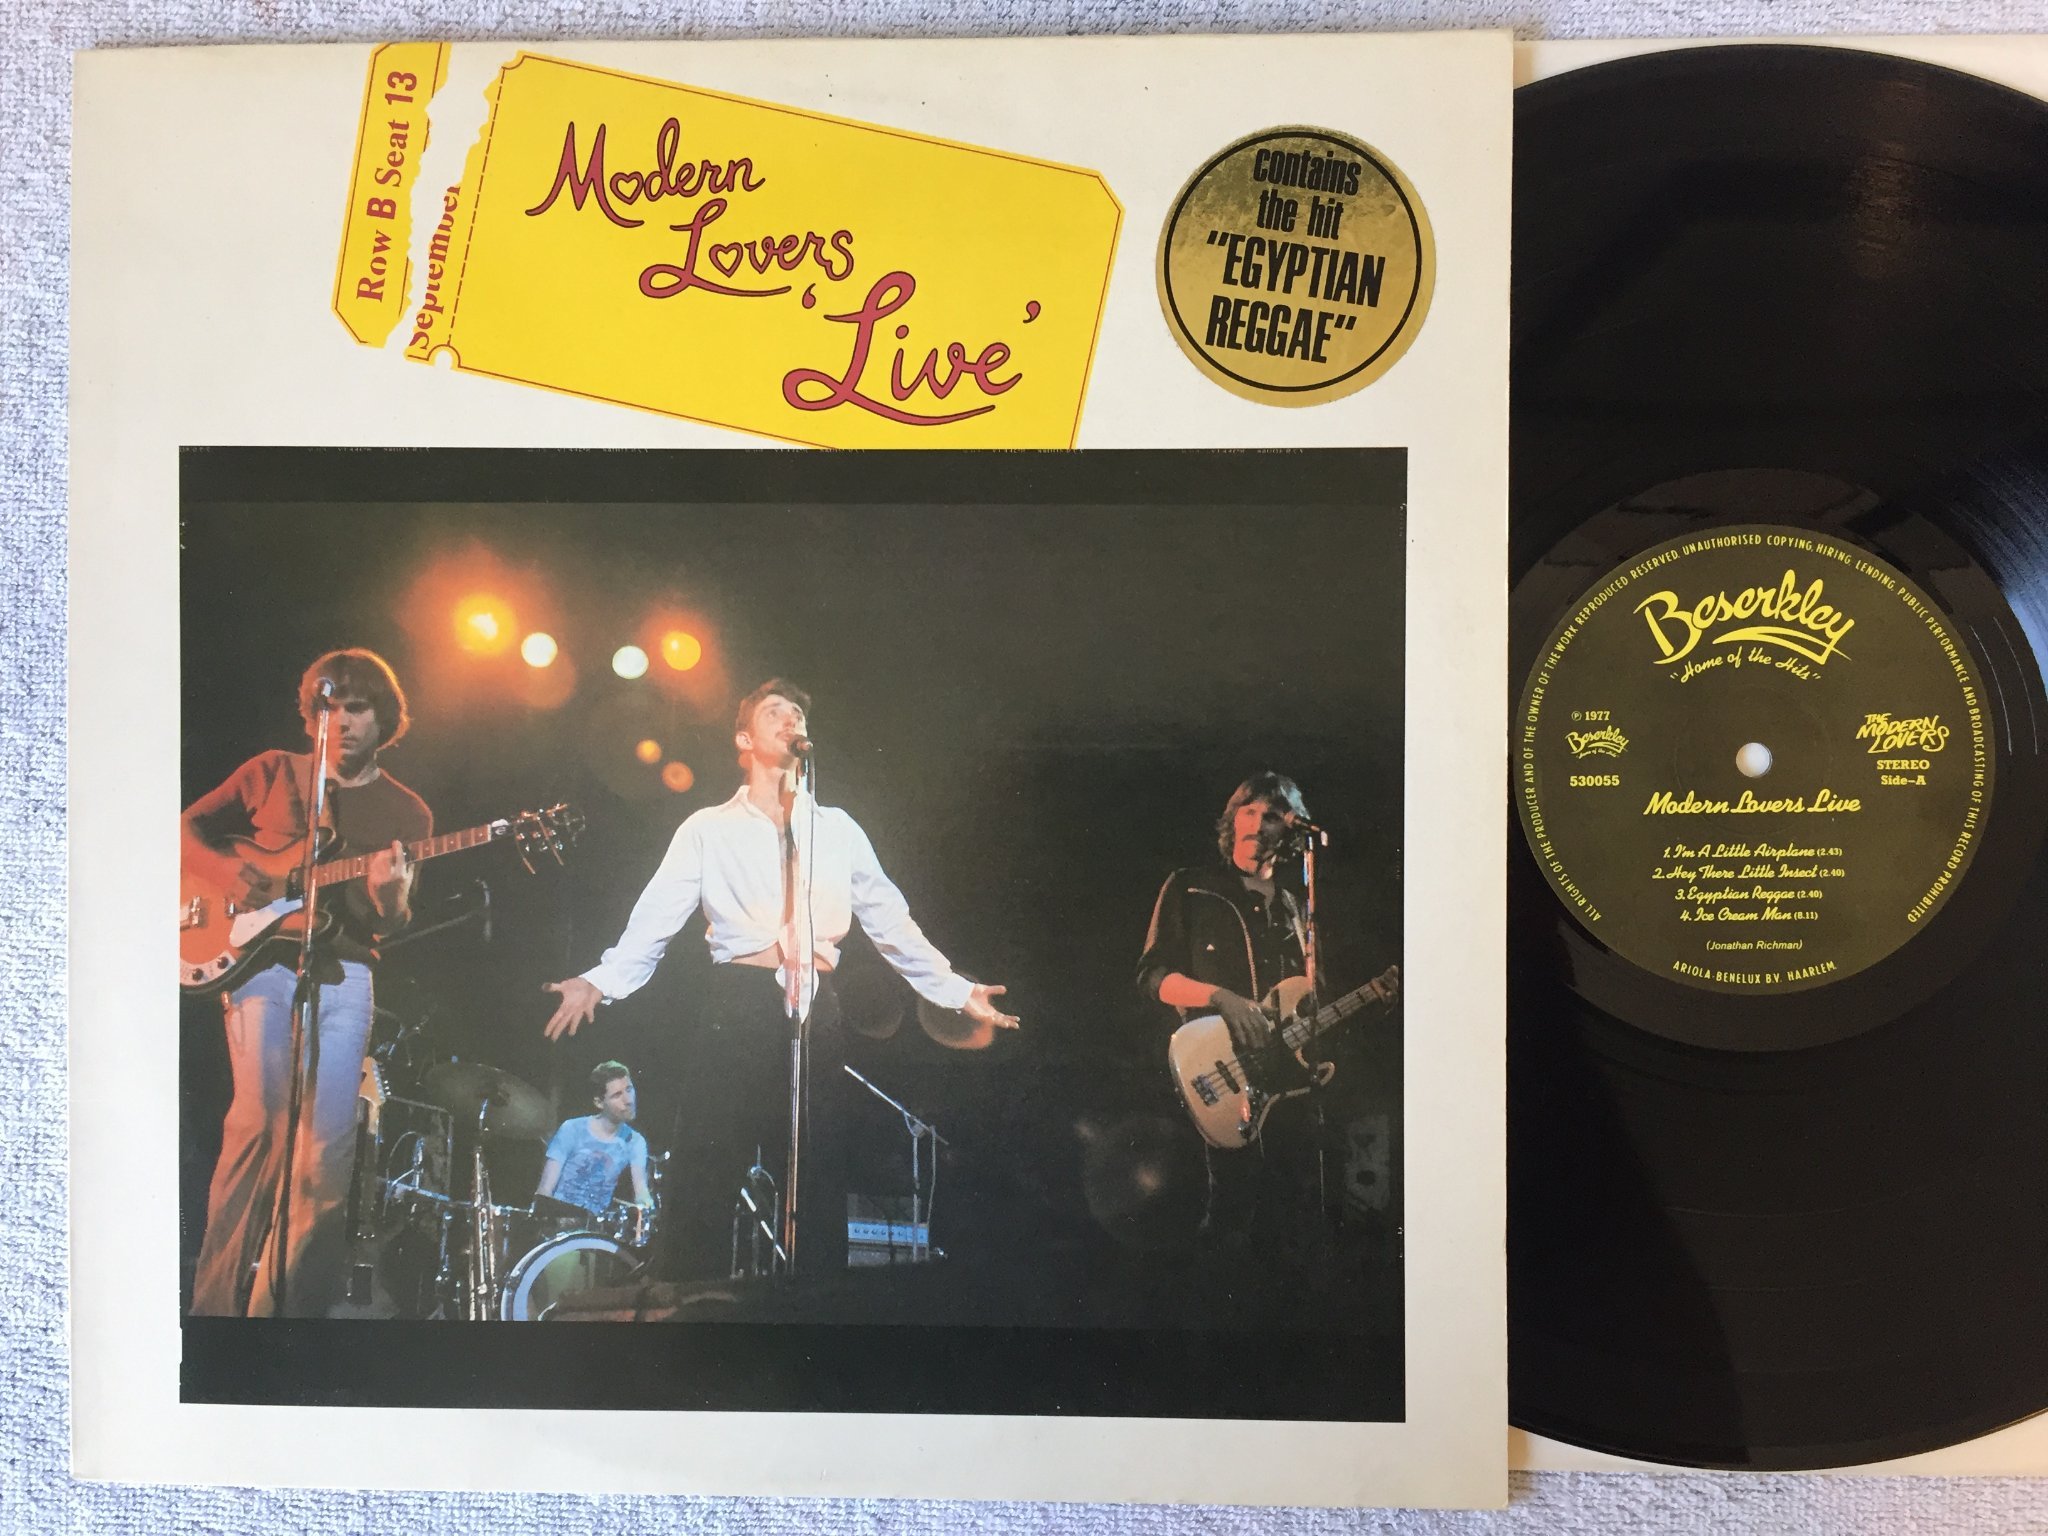 Row B Seat 13
September
Modern
Lovers
'Live'
contains
the hit
"EGYPTIAN
REGGAE"
ALL RIGHTS OF THE PRODUCER AND OF THE OWNER OF THE WORK REPRODUCED RESERVED. UNAUTHORISED COPYING, HIRING, LENDING, PUBLIC PERFORMANCE AND BROADCASTING OF THIS RECORD PROHIBITED
Beserkley
"Home of the Hits"
℗ 1977
Beserkley
530055
THE
MODERN
LOVERS
STEREO
Side-A
Modern Lovers Live
1. I'm A Little Airplane (2.43)
2. Hey There Little Insect (2.40)
3. Egyptian Reggae (2.40)
4. Ice Cream Man (8.11)
(Jonathan Richman)
ARIOLA-BENELUX B.V. HAARLEM.